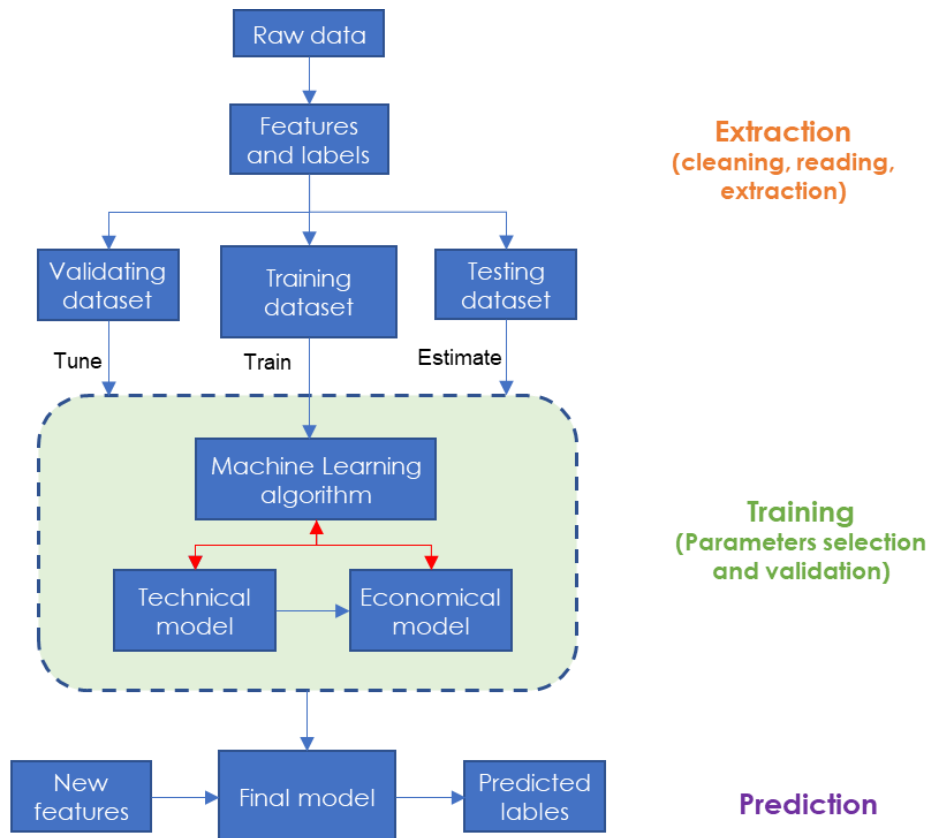 Raw data
Features
and labels
Extraction
(cleaning, reading,
extraction)
Validating
dataset
Training
dataset
Testing
dataset
Tune
Train
Estimate
Machine Learning
algorithm
Technical
model
Economical
model
Training
(Parameters selection
and validation)
New
features
Final model
Predicted
lables
Prediction